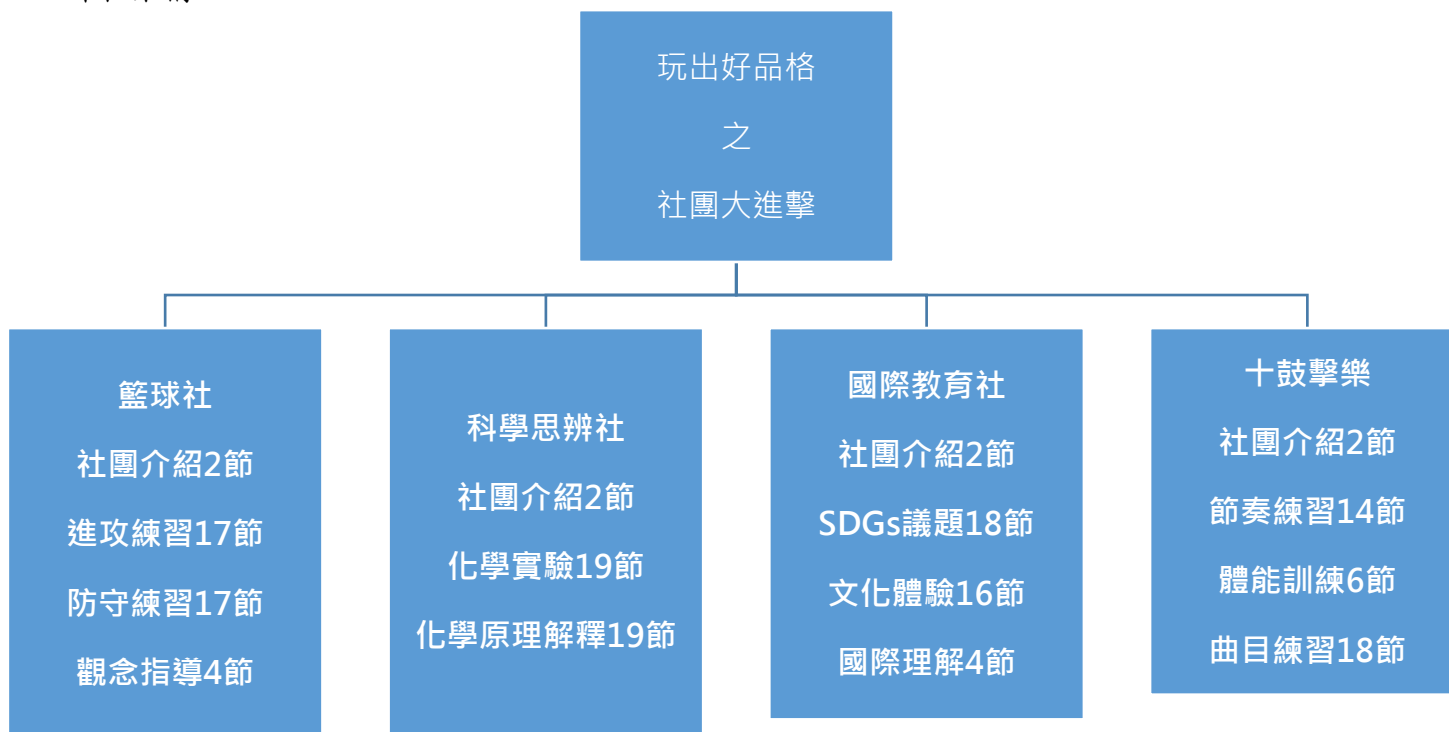 玩出好品格
之
社團大進擊
籃球社
社團介紹2節
進攻練習17節
防守練習17節
觀念指導4節
科學思辨社
社團介紹2節
化學實驗19節
化學原理解釋19節
國際教育社
社團介紹2節
SDGs議題18節
文化體驗16節
國際理解4節
十鼓擊樂
社團介紹2節
節奏練習14節
體能訓練6節
曲目練習18節